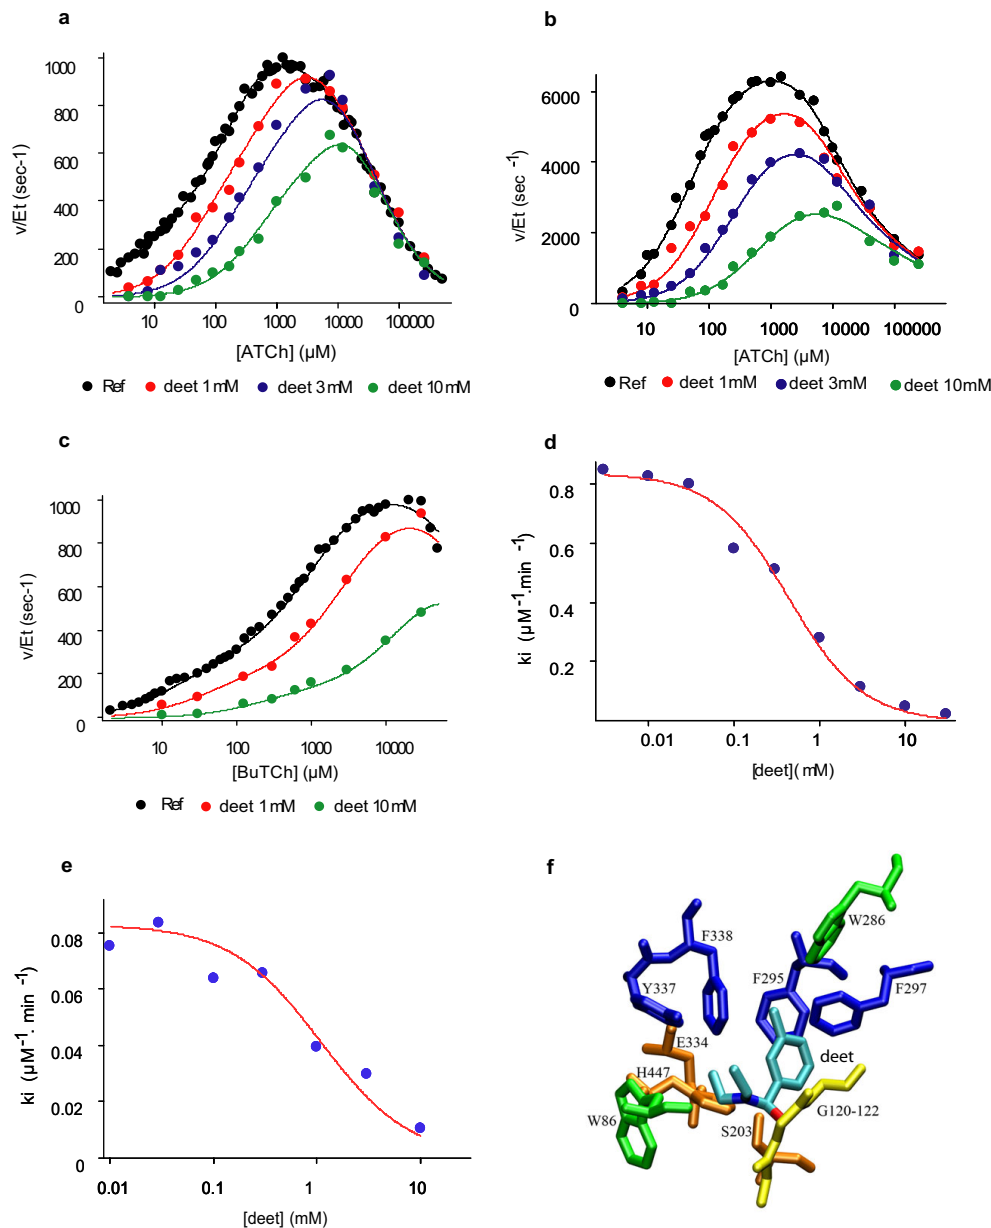 a
v/Et (sec-1)
1000
800
600
400
200
0
10
100
1000
10000
100000
[ATCh] (µM)
Ref
deet 1mM
deet 3mM
deet 10mM
b
v/Et (sec -1)
6000
4000
2000
0
10
100
1000
10000
100000
[ATCh] (µM)
Ref
deet 1mM
deet 3mM
deet 10mM
c
v/Et (sec-1)
1000
800
600
400
200
0
10
100
1000
10000
[BuTCh] (µM)
Ref
deet 1mM
deet 10mM
d
ki (µM-1.min -1)
0.8
0.6
0.4
0.2
0.01
0.1
1
10
[deet]( mM)
e
ki (µM-1. min -1)
0.08
0.06
0.04
0.02
0
0.01
0.1
1
10
[deet] (mM)
f
W286
F338
F295
F297
Y337
E334
deet
H447
G120-122
W86
S203